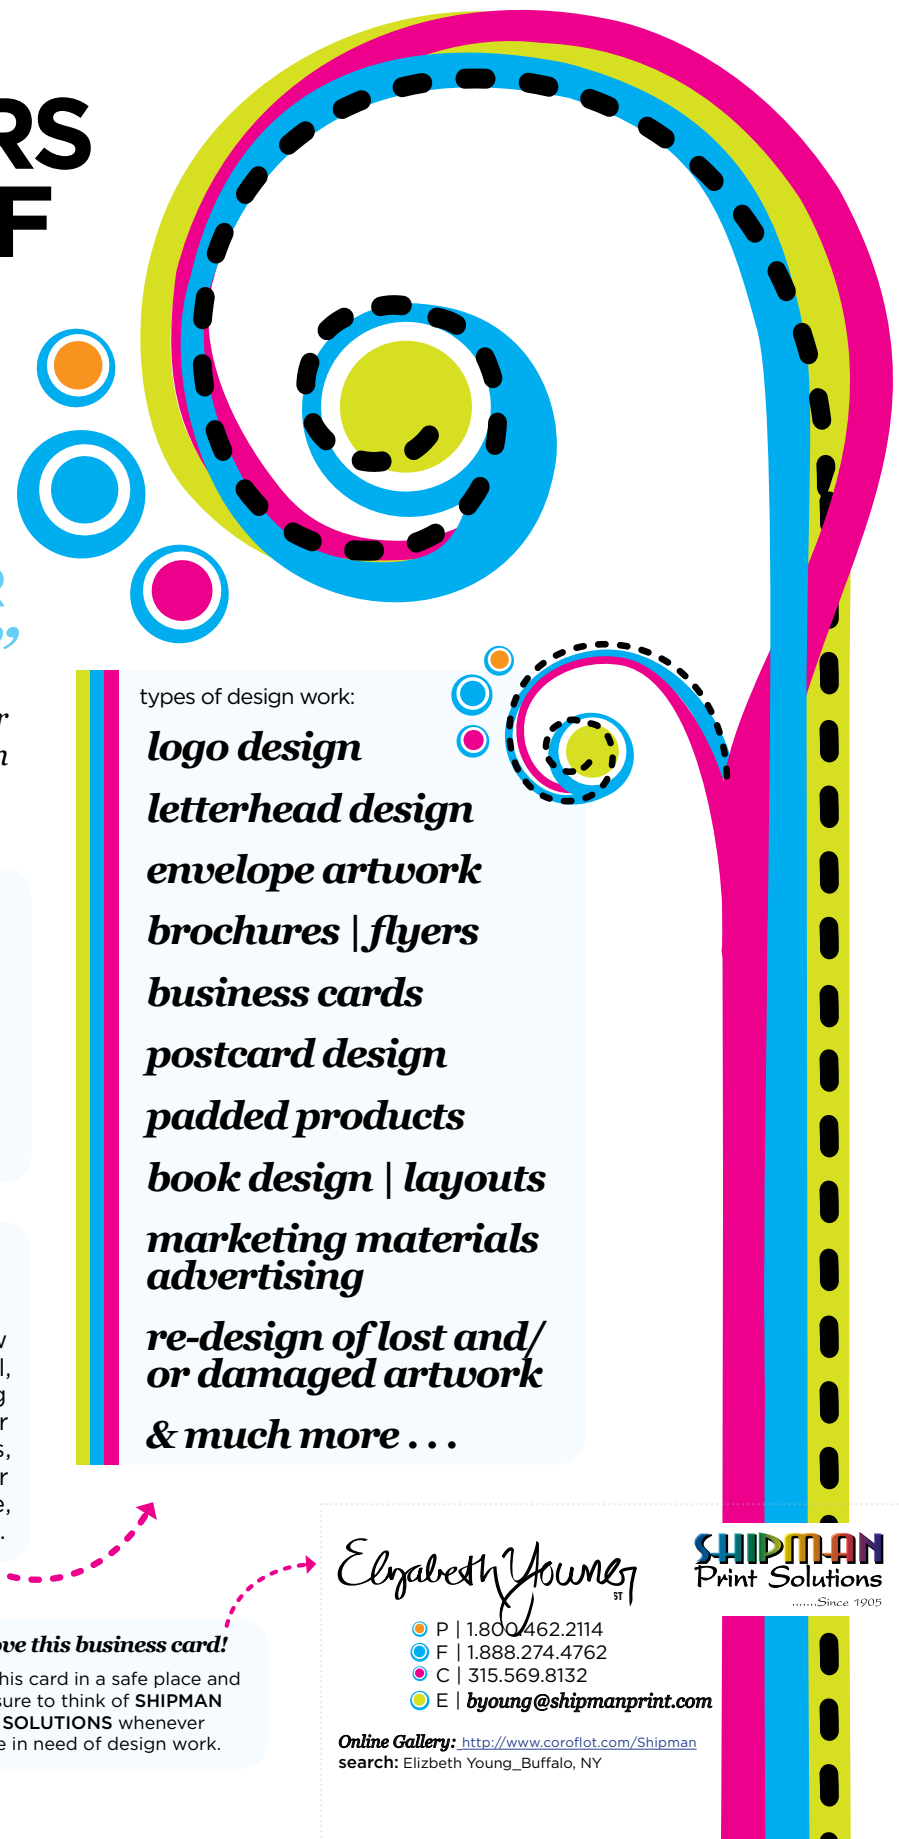 RS
F
R
”
r
n
types of design work:
logo design
letterhead design
envelope artwork
brochures | flyers
business cards
postcard design
padded products
book design | layouts
marketing materials
advertising
re-design of lost and/
or damaged artwork
& much more . . .
w
l,
g
r
s,
r
e,
.
ve this business card!
his card in a safe place and
sure to think of SHIPMAN
SOLUTIONS whenever
e in need of design work.
Elizabeth Young
ST
SHIPMAN
Print Solutions
.......Since 1905
P | 1.800.462.2114
F | 1.888.274.4762
C | 315.569.8132
E | byoung@shipmanprint.com
Online Gallery: http://www.coroflot.com/Shipman
search: Elizbeth Young_Buffalo, NY